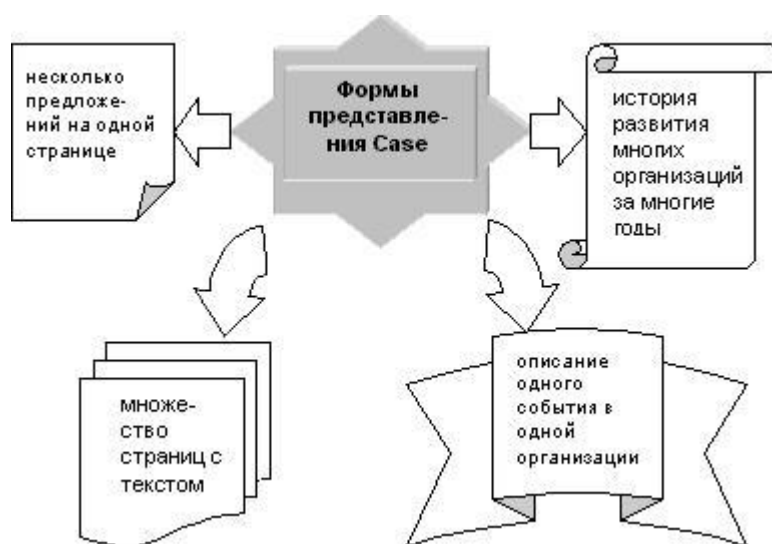 несколько
предложе-
ний на одной
странице
Формы
представле-
ния Case
история
развития
многих
организаций
за многие
годы
множе-
ство
страниц с
текстом
описание
одного
события в
одной
организации